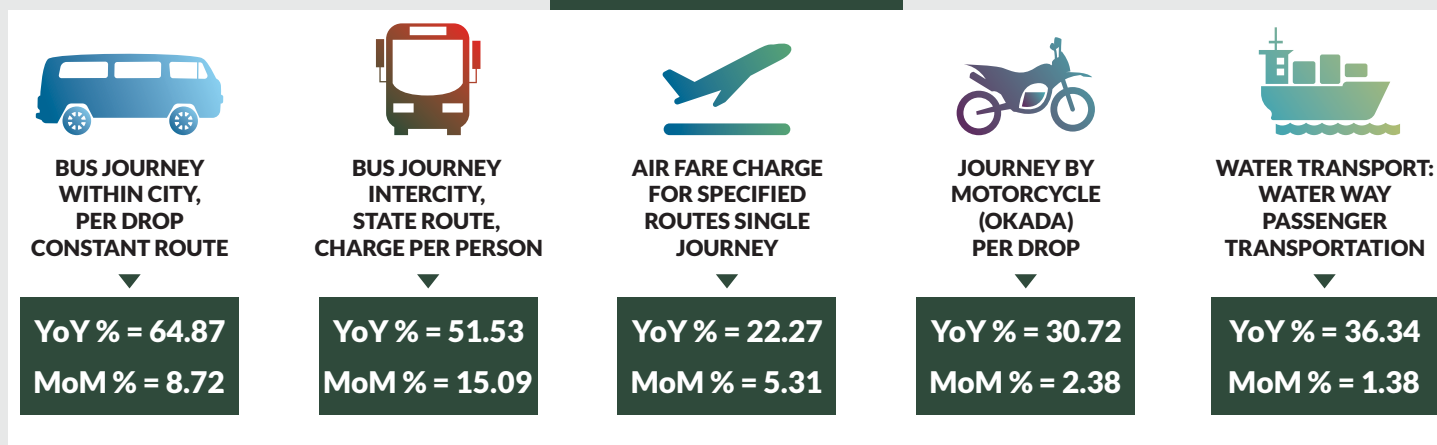 BUS JOURNEY
WITHIN CITY,
PER DROP
CONSTANT ROUTE
YoY % = 64.87
MoM % = 8.72
BUS JOURNEY
INTERCITY,
STATE ROUTE,
CHARGE PER PERSON
YoY % = 51.53
MoM % = 15.09
AIR FARE CHARGE
FOR SPECIFIED
ROUTES SINGLE
JOURNEY
YoY % = 22.27
MoM % = 5.31
JOURNEY BY
MOTORCYCLE
(OKADA)
PER DROP
YoY % = 30.72
MoM % = 2.38
WATER TRANSPORT:
WATER WAY
PASSENGER
TRANSPORTATION
YoY % = 36.34
MoM % = 1.38